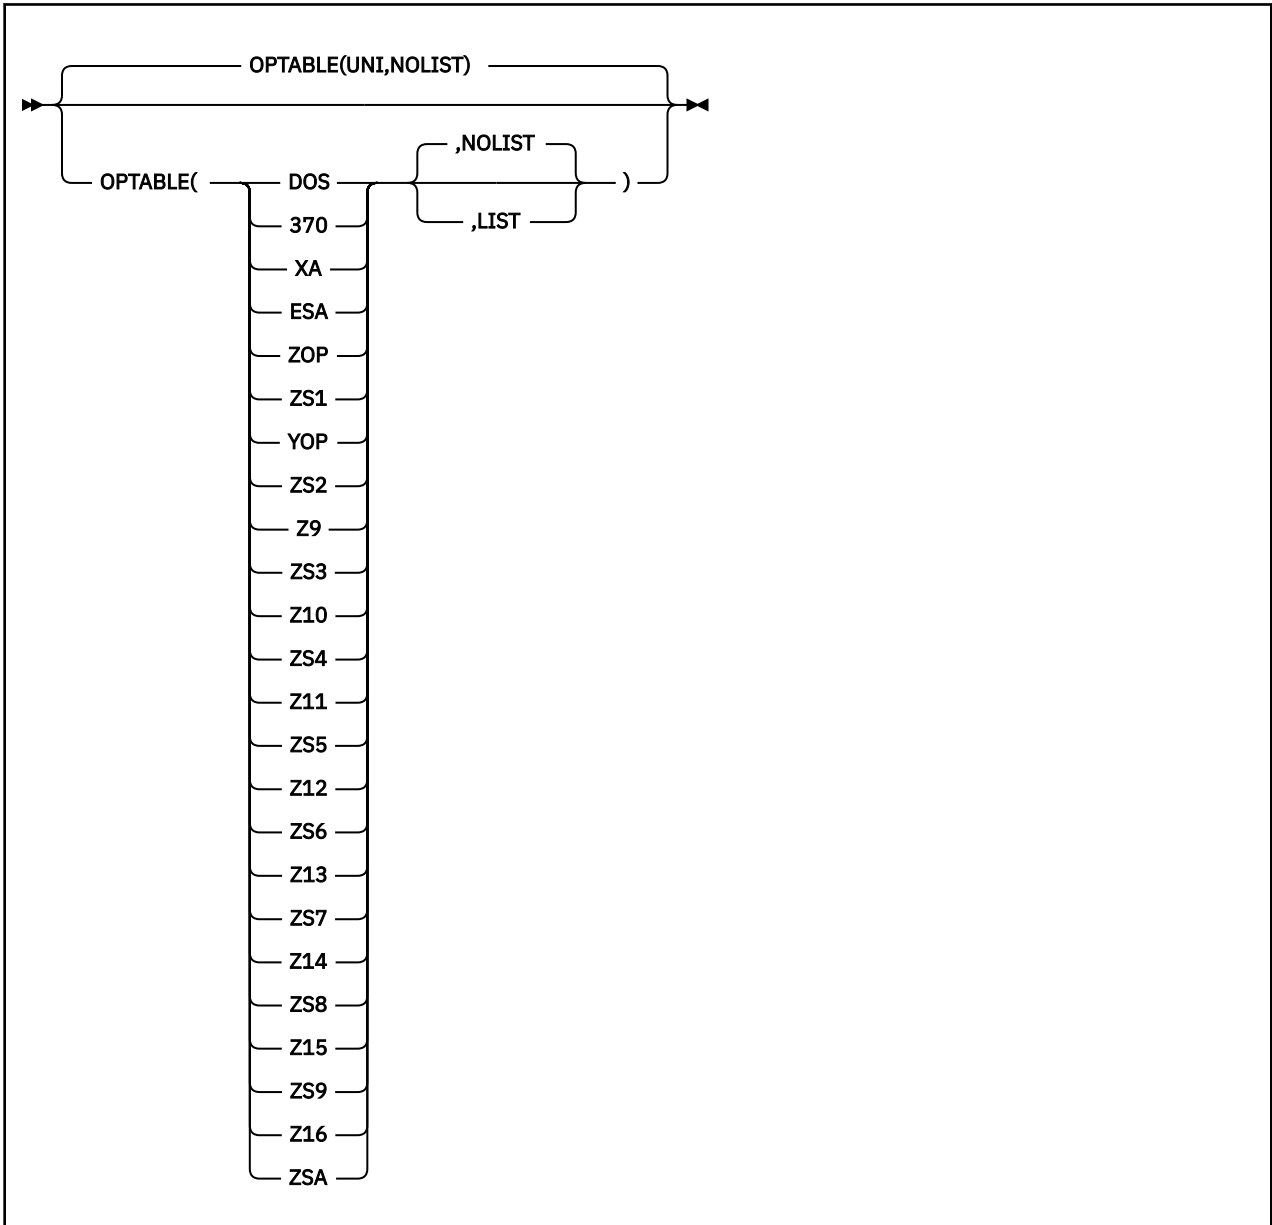 OPTABLE(UNI,NOLIST)
,NOLIST
OPTABLE( DOS )
,LIST
370
XA
ESA
ZOP
ZS1
YOP
ZS2
Z9
ZS3
Z10
ZS4
Z11
ZS5
Z12
ZS6
Z13
ZS7
Z14
ZS8
Z15
ZS9
Z16
ZSA